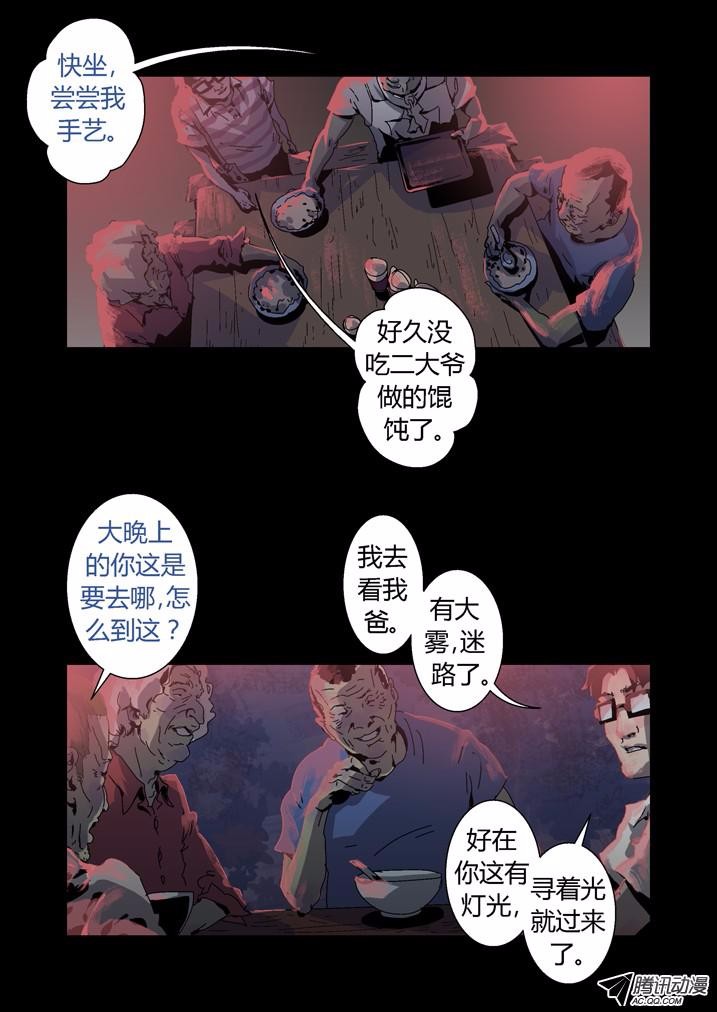 快坐，
尝尝我
手艺。
好久没
吃二大爷
做的馄
饨了。
大晚上
的你这是
要去哪，怎
么到这？
我去
看我
爸。
有大
雾，迷
路了。
好在
你这有
灯光，
寻着光
就过来
了。
腾讯动漫
AC.QQ.COM